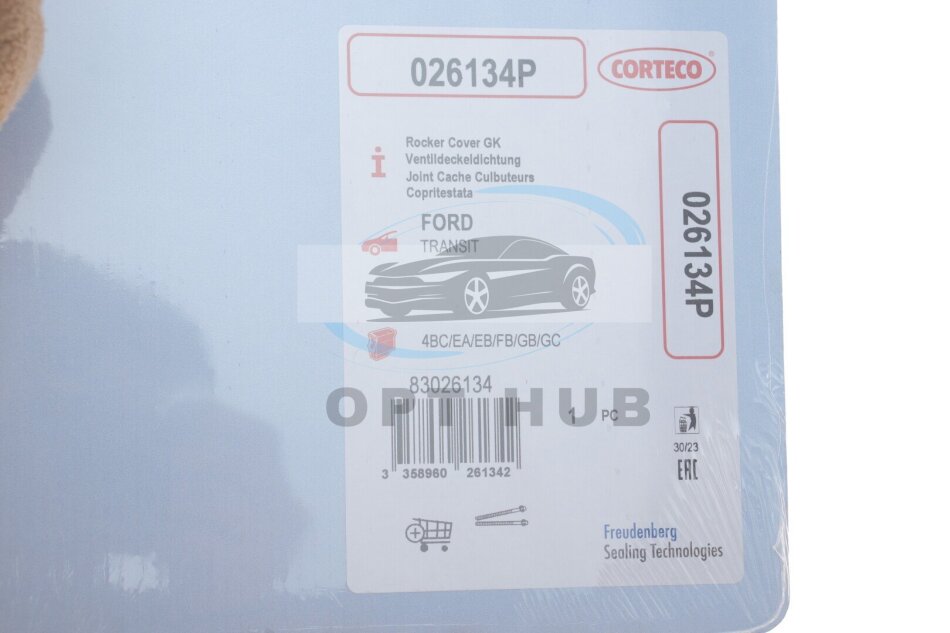 026134P
CORTECO®
i
Rocker Cover GK
Ventildeckeldichtung
Joint Cache Culbuteurs
Copritestata
026134P
FORD
TRANSIT
4BC/EA/EB/FB/GB/GC
83026134
OPT HUB
1 PC
3 358960 261342
30/23
EAC
Freudenberg
Sealing Technologies